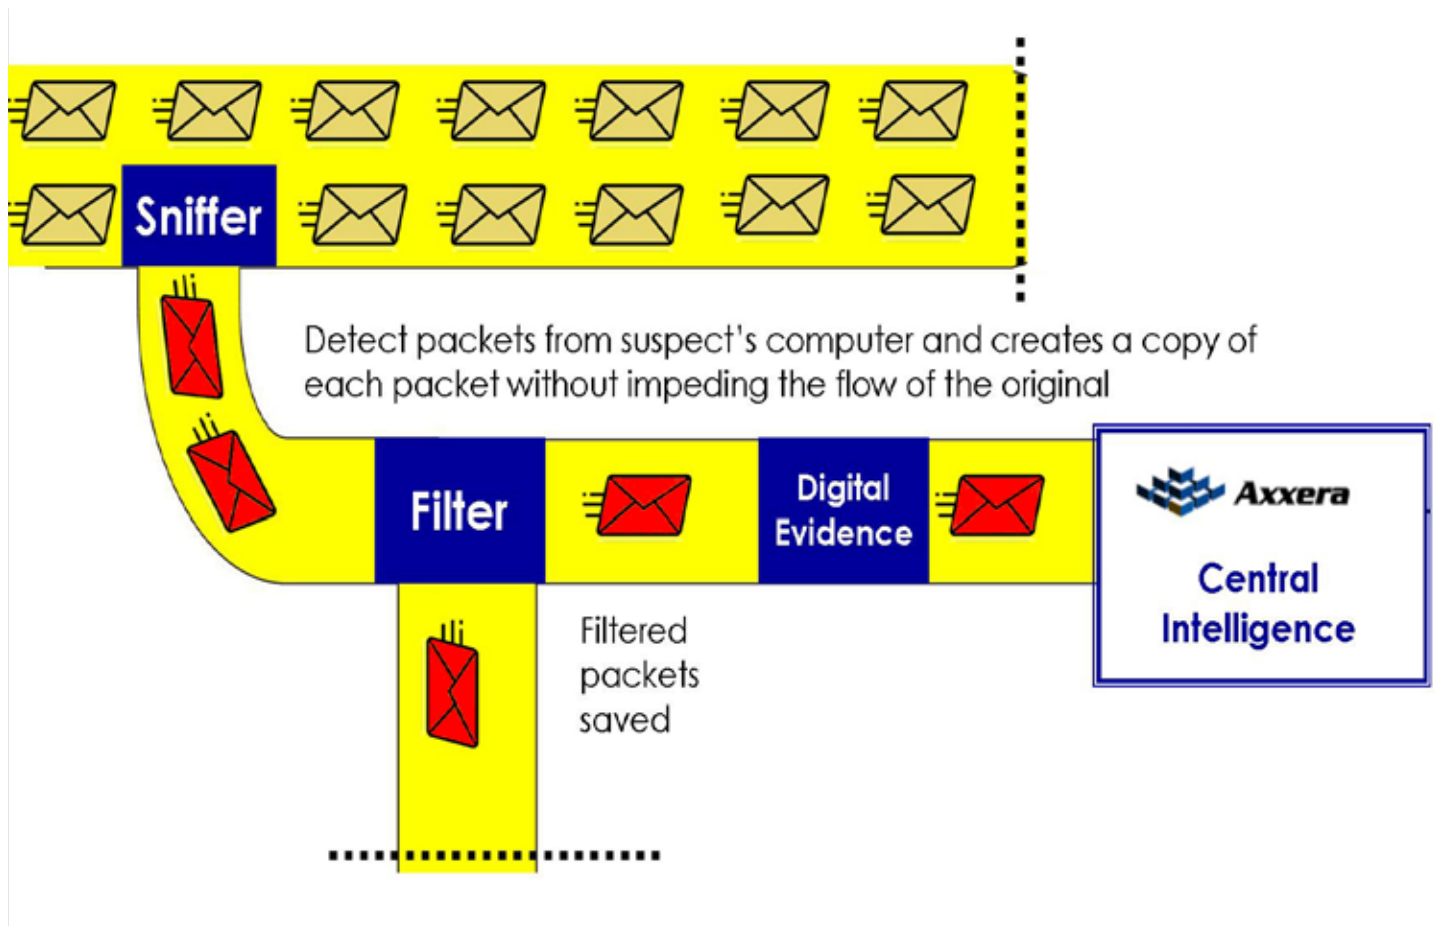 Sniffer
Detect packets from suspect's computer and creates a copy of
each packet without impeding the flow of the original
Filter
Digital
Evidence
Axxera
Central
Intelligence
Filtered
packets
saved